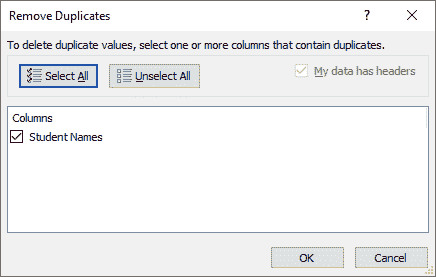 Remove Duplicates
?
To delete duplicate values, select one or more columns that contain duplicates.
Select All
Unselect All
My data has headers
Columns
Student Names
OK
Cancel